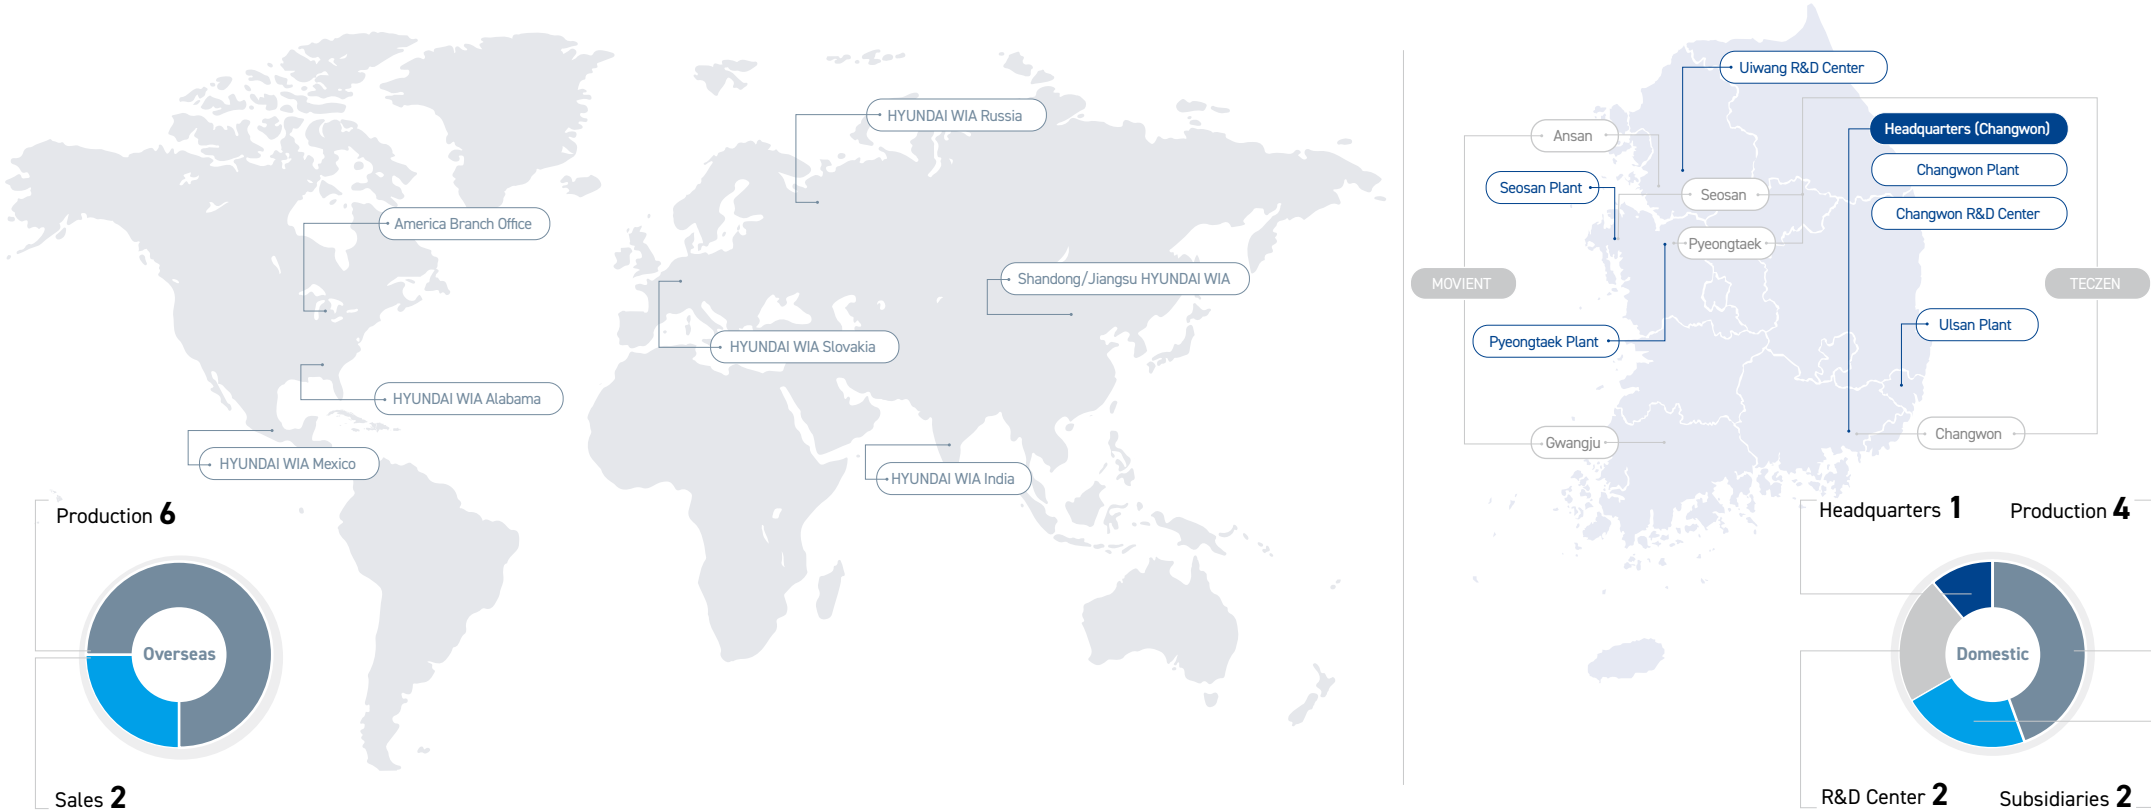 HYUNDAI WIA Russia
America Branch Office
Shandong/Jiangsu HYUNDAI WIA
HYUNDAI WIA Slovakia
HYUNDAI WIA Alabama
HYUNDAI WIA Mexico
HYUNDAI WIA India
Production 6
Overseas
Sales 2
Uiwang R&D Center
Ansan
Headquarters (Changwon)
Changwon Plant
Seosan Plant
Seosan
Changwon R&D Center
Pyeongtaek
MOVIENT
TECZEN
Ulsan Plant
Pyeongtaek Plant
Changwon
Gwangju
Headquarters 1
Production 4
Domestic
R&D Center 2
Subsidiaries 2